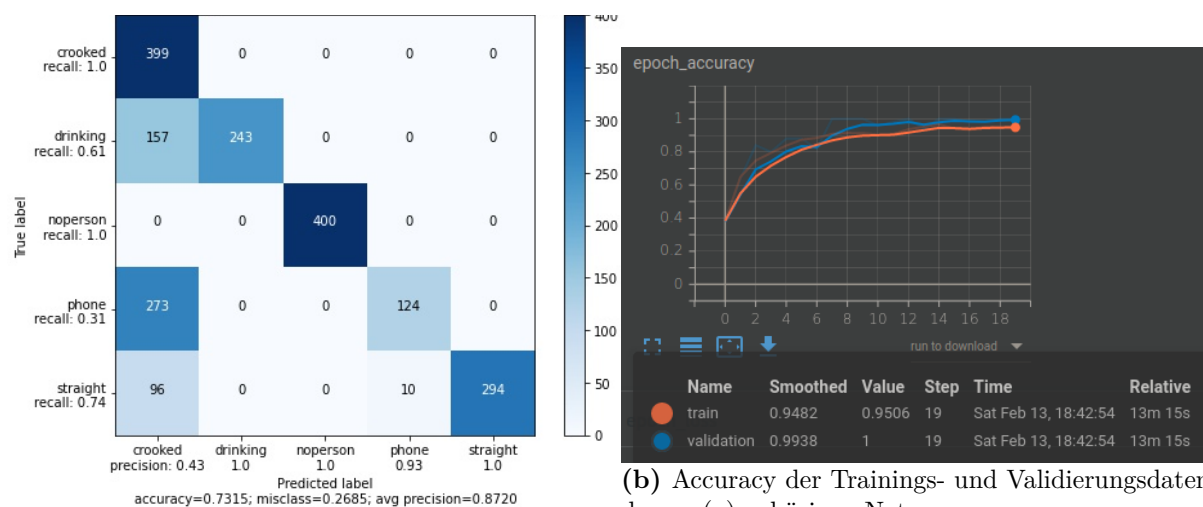 crooked
recall: 1.0
399 0 0 0 0
drinking
recall: 0.61
157 243 0 0 0
noperson
recall: 1.0
0 0 400 0 0
phone
recall: 0.31
273 0 0 124 0
straight
recall: 0.74
96 0 0 10 294
True label
crooked drinking noperson phone straight
precision: 0.43 1.0 1.0 0.93 1.0
Predicted label
accuracy=0.7315; misclass=0.2685; avg precision=0.8720
400
350
300
250
200
150
100
50
0
epoch_accuracy
1
0.8
0.6
0.4
0.2
0
0 2 4 6 8 10 12 14 16 18
run to download
Name Smoothed Value Step Time Relative
train 0.9482 0.9506 19 Sat Feb 13, 18:42:54 13m 15s
validation 0.9938 1 19 Sat Feb 13, 18:42:54 13m 15s
(b) Accuracy der Trainings- und Validierungsdaten